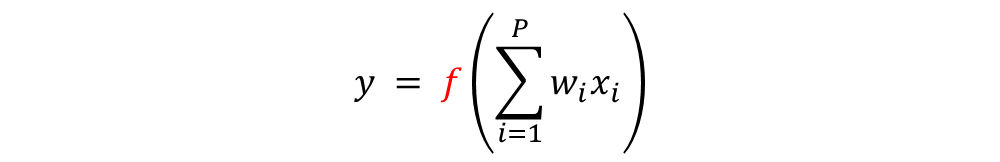 y = f(∑_{i=1}^{P} w_i x_i)